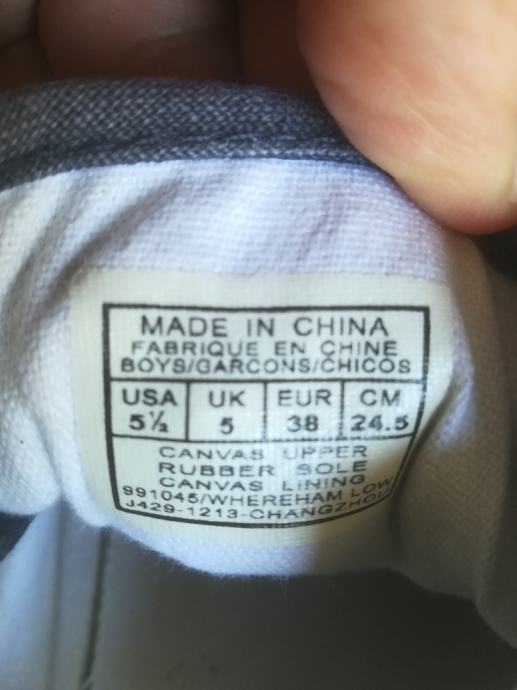 MADE IN CHINA
FABRIQUE EN CHINE
BOYS/GARCONS/CHICOS
USA UK EUR CM
5½ 5 38 24.5
CANVAS UPPER
RUBBER SOLE
CANVAS LINING
991045/WHEREHAM LOW
J429-1213-CHANGZHOU